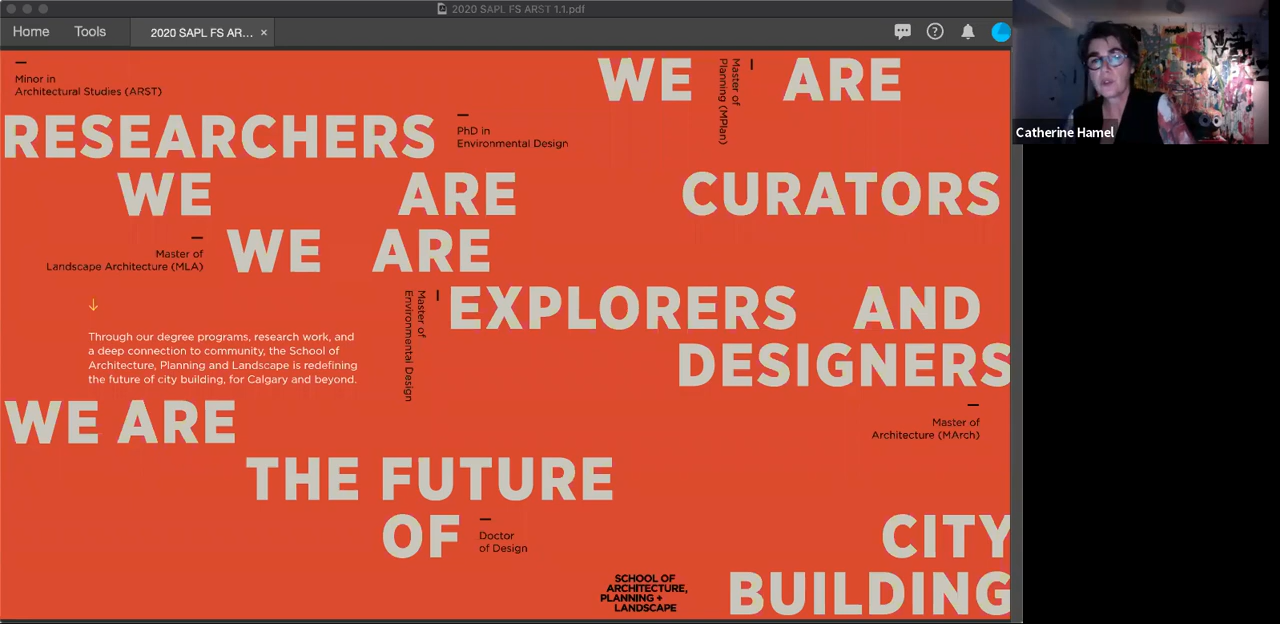 2020 SAPL FS ARST 1.1.pdf
Home Tools 2020 SAPL FS AR... ×
Minor in
Architectural Studies (ARST)
WE ARE
Master of
Planning (MPlan)
RESEARCHERS
PhD in
Environmental Design
WE ARE CURATORS
WE ARE
Master of
Landscape Architecture (MLA)
EXPLORERS AND
Master of
Environmental Design
Through our degree programs, research work, and
a deep connection to community, the School of
Architecture, Planning and Landscape is redefining
the future of city building, for Calgary and beyond.
DESIGNERS
WE ARE
Master of
Architecture (MArch)
THE FUTURE
OF CITY
Doctor
of Design
SCHOOL OF
ARCHITECTURE,
PLANNING +
LANDSCAPE
BUILDING
Catherine Hamel